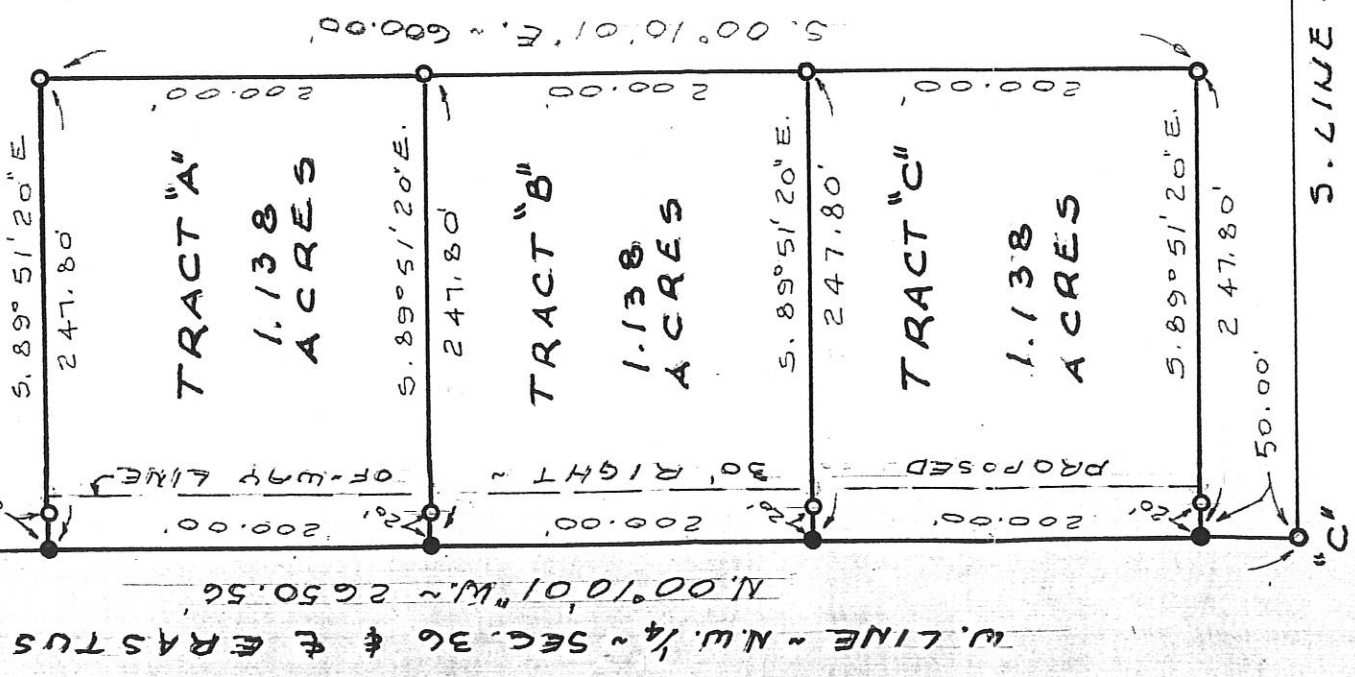 S. 00° 10' 01" E. ~ 600.00'
200.00'
200.00'
200.00'
S. 89° 51' 20" E
247.80'
TRACT "A"
1.138
ACRES
S. 89° 51' 20" E.
247.80'
TRACT "B"
1.138
ACRES
S. 89° 51' 20" E.
247.80'
TRACT "C"
1.138
ACRES
S. 89° 51' 20" E.
247.80'
50.00'
S. LINE
PROPOSED
30' RIGHT ~
OF-WAY LINE
20'
20'
20'
200.00'
200.00'
200.00'
"C"
N. 00° 10' 01" W. ~ 2650.56'
W. LINE ~ N.W. 1/4 ~ SEC. 36 & ℄ ERASTUS